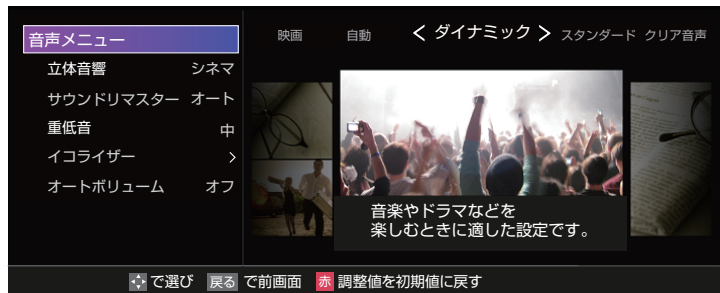 音声メニュー
立体音響 シネマ
サウンドリマスター オート
重低音 中
イコライザー
オートボリューム オフ
映画 自動 ダイナミック スタンダード クリア音声
音楽やドラマなどを
楽しむときに適した設定です。
で選び 戻る で前画面 赤 調整値を初期値に戻す